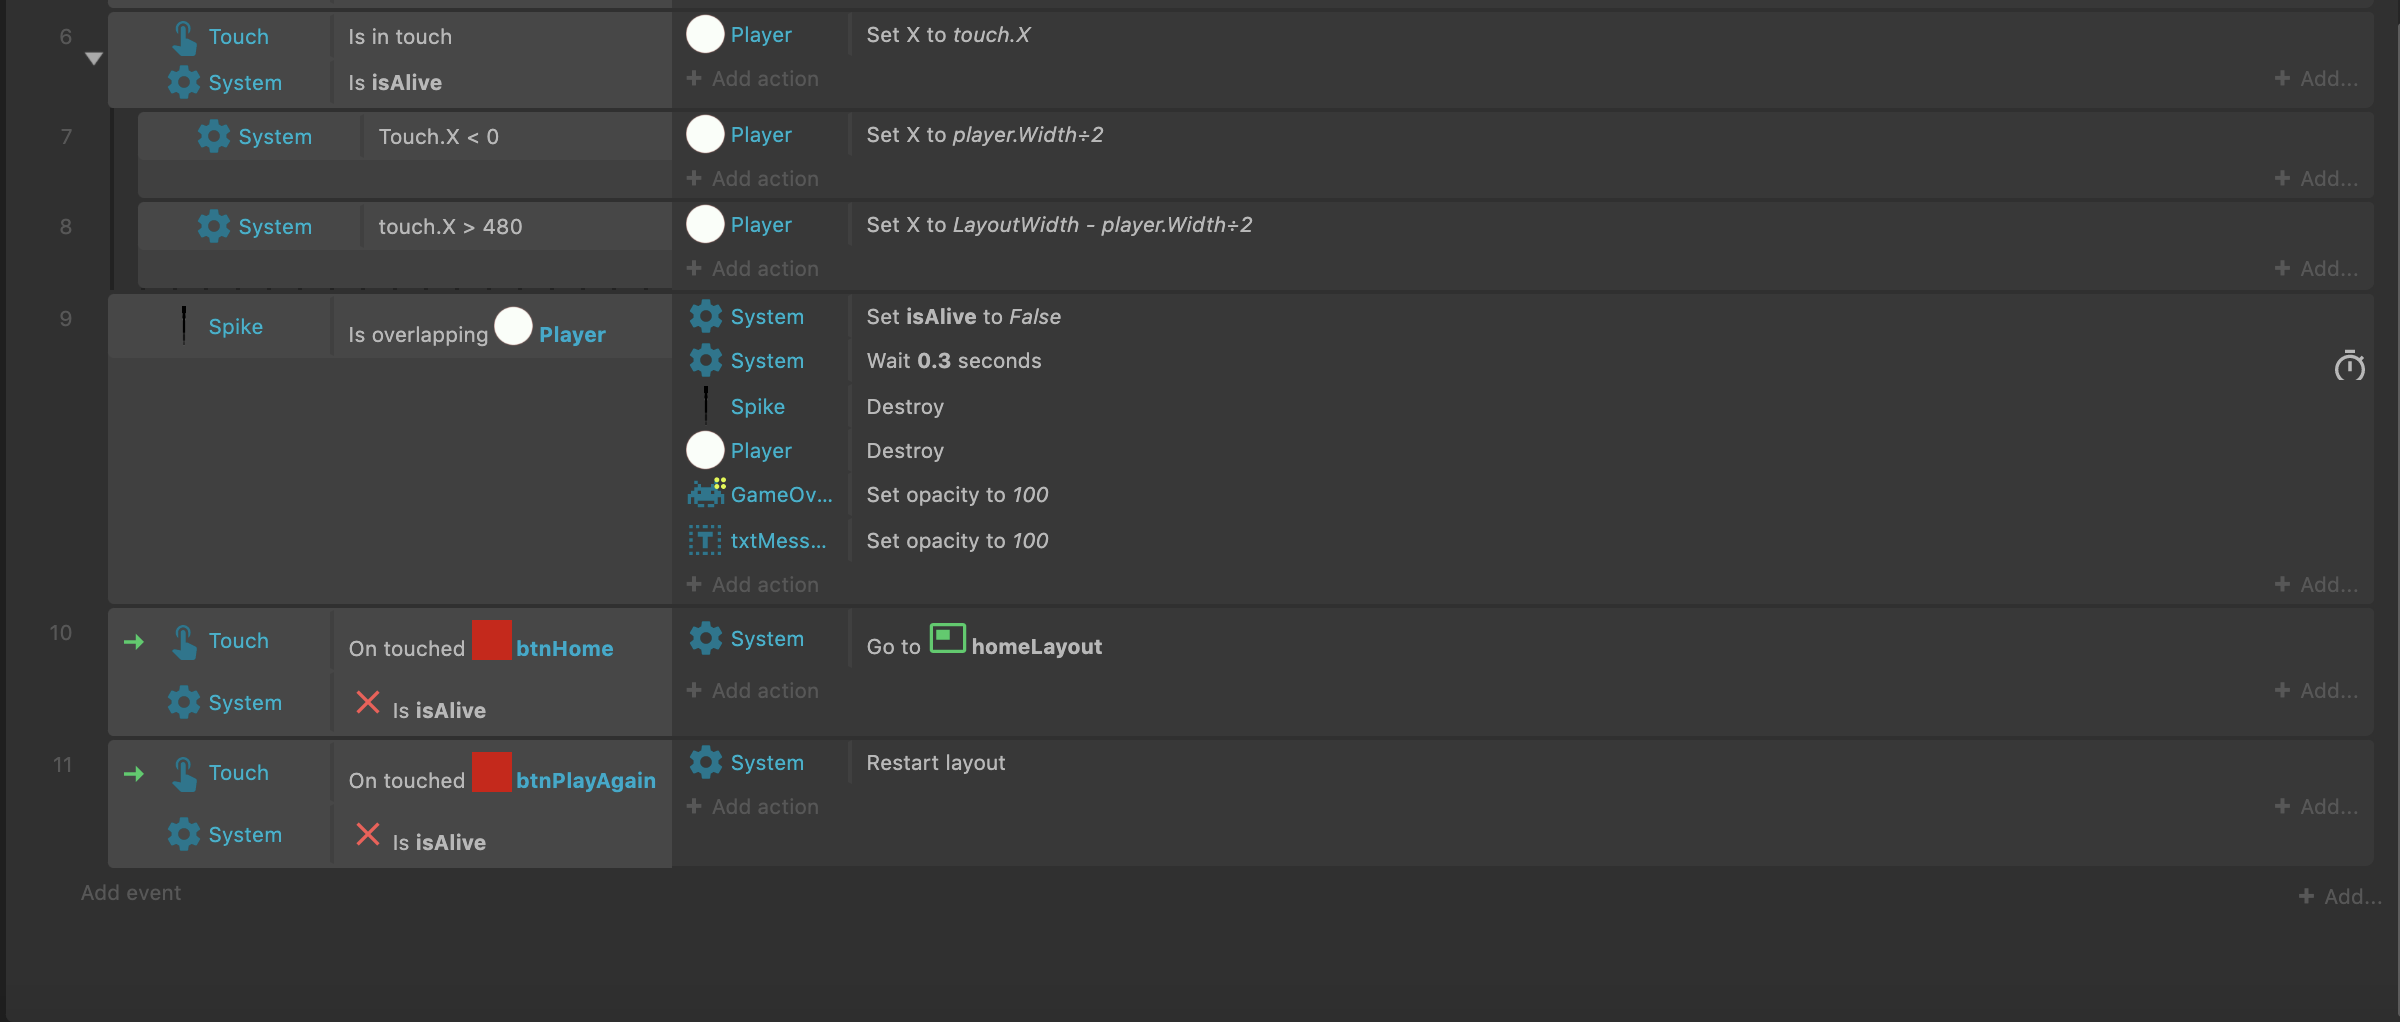 6 Touch Is in touch Player Set X to touch.X
System Is isAlive + Add action + Add...
7 System Touch.X < 0 Player Set X to player.Width÷2
+ Add action + Add...
8 System touch.X > 480 Player Set X to LayoutWidth - player.Width÷2
+ Add action + Add...
9 Spike Is overlapping Player System Set isAlive to False
System Wait 0.3 seconds
Spike Destroy
Player Destroy
GameOv... Set opacity to 100
T txtMess... Set opacity to 100
+ Add action + Add...
10 Touch On touched btnHome System Go to homeLayout
System Is isAlive + Add action + Add...
11 Touch On touched btnPlayAgain System Restart layout
+ Add action + Add...
System Is isAlive
Add event + Add...